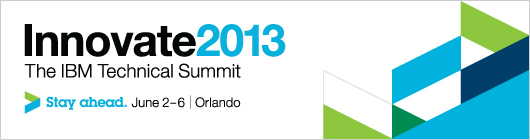 Innovate2013
The IBM Technical Summit
Stay ahead. June 2–6 | Orlando